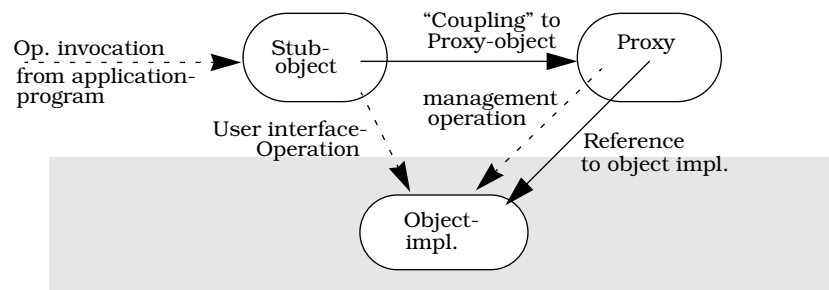 “Coupling” to
Proxy-object
Op. invocation
from application-
program
Stub-
object
Proxy
management
operation
User interface-
Operation
Reference
to object impl.
Object-
impl.